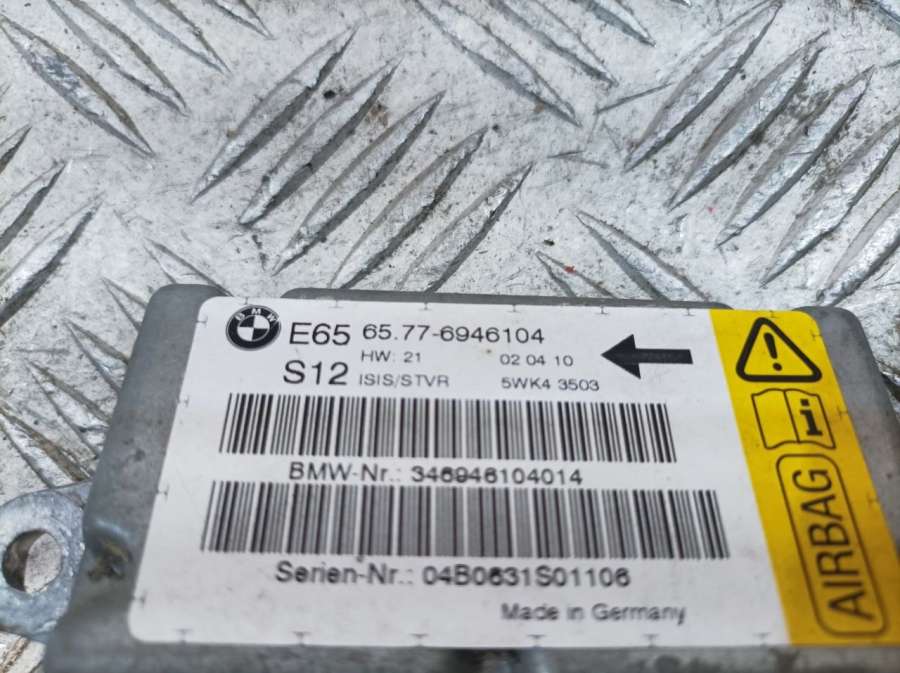 BMW
E65 65.77-6946104
HW: 21 02 04 10
S12 ISIS/STVR 5WK4 3503
BMW-Nr.: 346946104014
Serien-Nr.: 04B0631S01106
Made in Germany
! i
AIRBAG